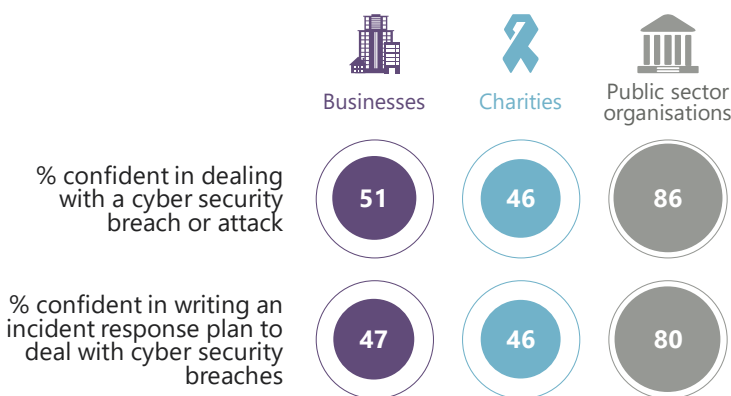 Businesses
Charities
Public sector
organisations
% confident in dealing
with a cyber security
breach or attack
51
46
86
% confident in writing an
incident response plan to
deal with cyber security
breaches
47
46
80